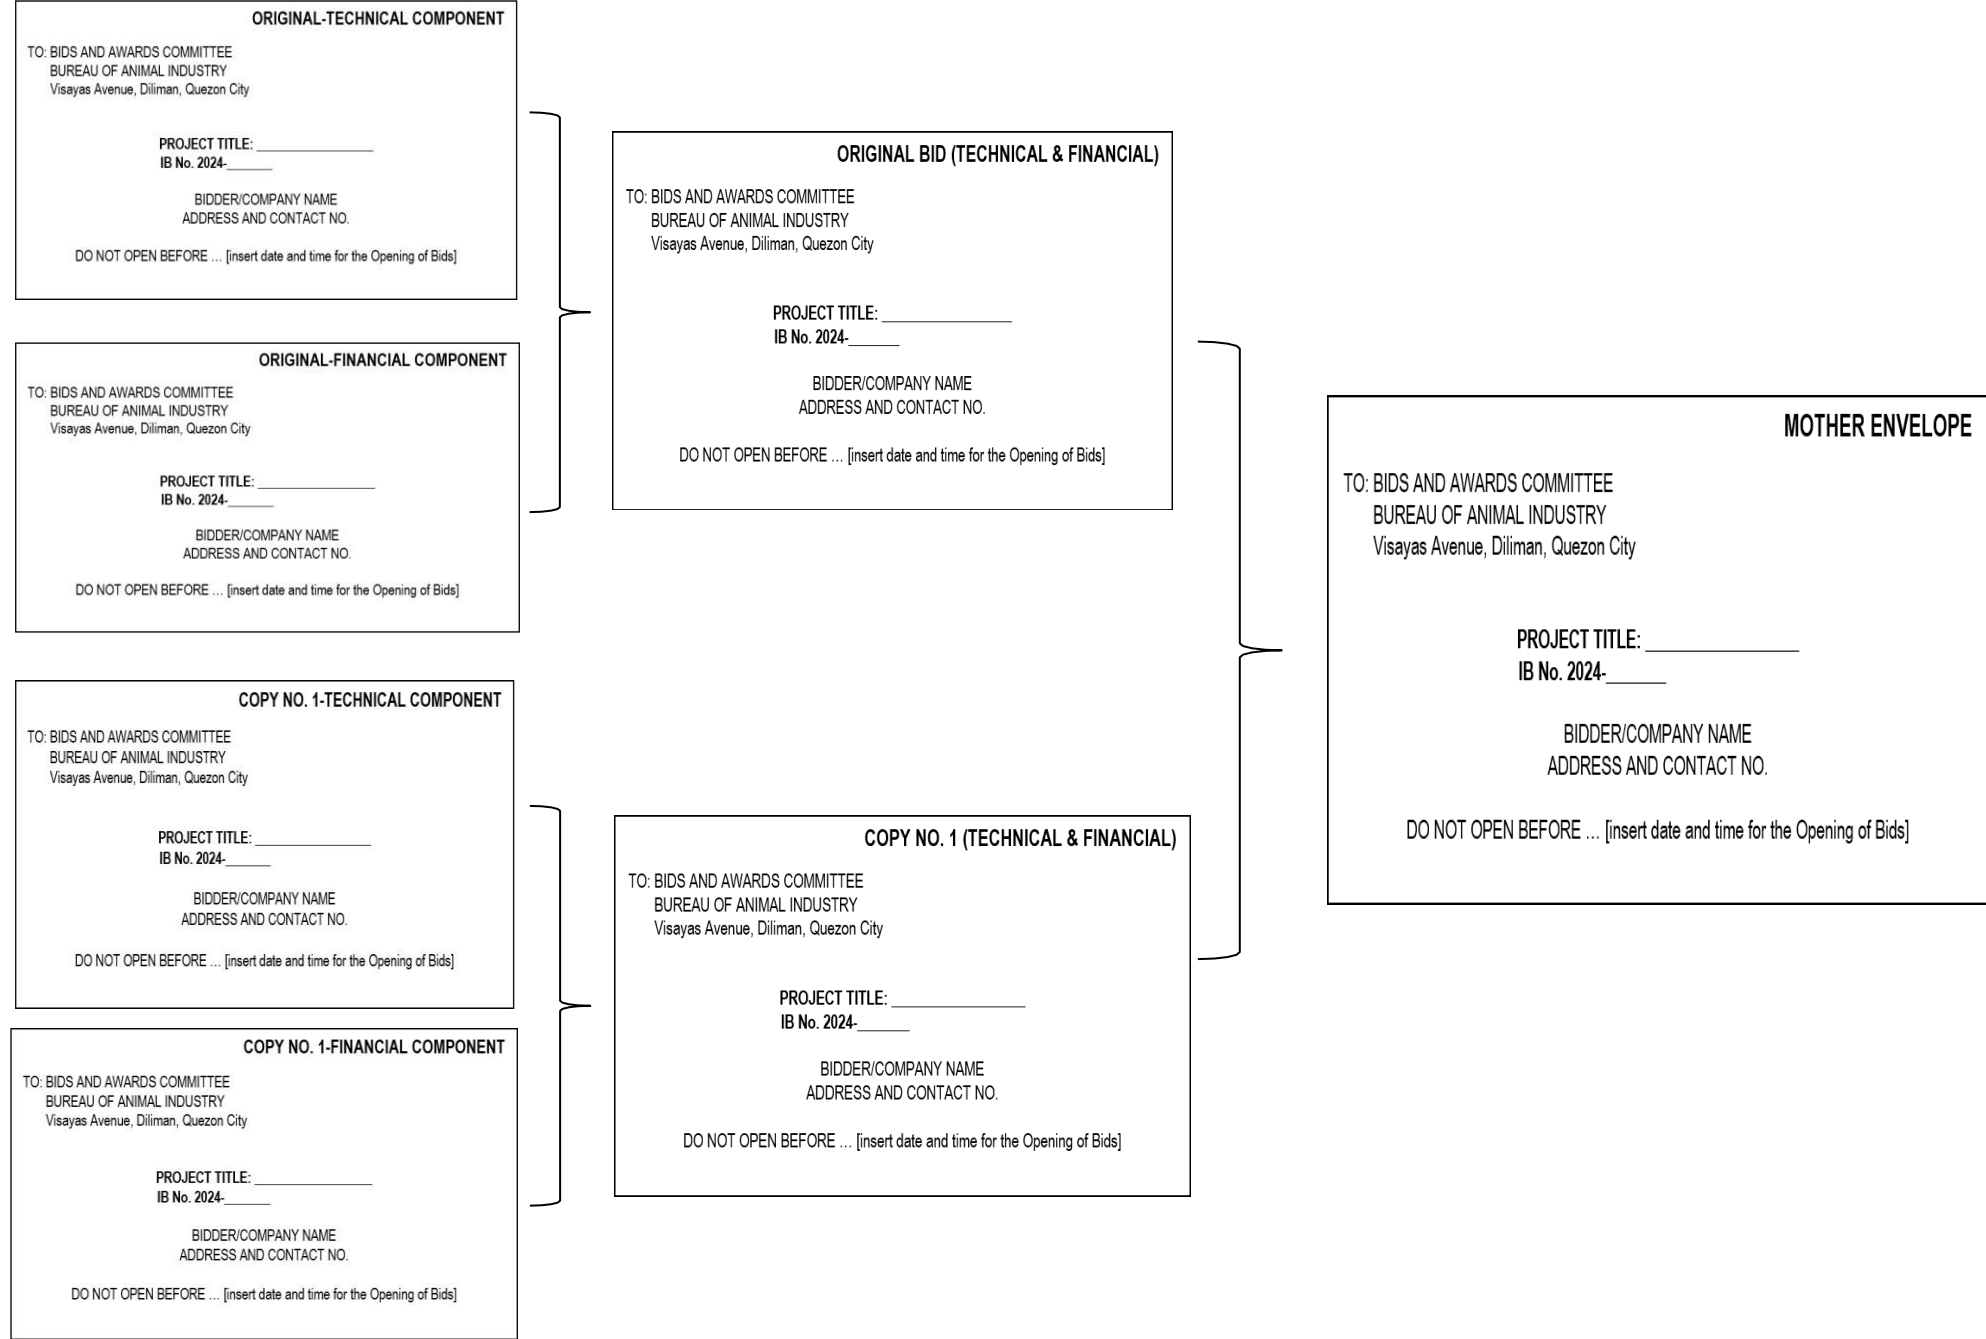 ORIGINAL-TECHNICAL COMPONENT
TO: BIDS AND AWARDS COMMITTEE
BUREAU OF ANIMAL INDUSTRY
Visayas Avenue, Diliman, Quezon City
PROJECT TITLE: _________________
IB No. 2024-_______
BIDDER/COMPANY NAME
ADDRESS AND CONTACT NO.
DO NOT OPEN BEFORE … [insert date and time for the Opening of Bids]
ORIGINAL-FINANCIAL COMPONENT
TO: BIDS AND AWARDS COMMITTEE
BUREAU OF ANIMAL INDUSTRY
Visayas Avenue, Diliman, Quezon City
PROJECT TITLE: _________________
IB No. 2024-_______
BIDDER/COMPANY NAME
ADDRESS AND CONTACT NO.
DO NOT OPEN BEFORE … [insert date and time for the Opening of Bids]
COPY NO. 1-TECHNICAL COMPONENT
TO: BIDS AND AWARDS COMMITTEE
BUREAU OF ANIMAL INDUSTRY
Visayas Avenue, Diliman, Quezon City
PROJECT TITLE: _________________
IB No. 2024-_______
BIDDER/COMPANY NAME
ADDRESS AND CONTACT NO.
DO NOT OPEN BEFORE … [insert date and time for the Opening of Bids]
COPY NO. 1-FINANCIAL COMPONENT
TO: BIDS AND AWARDS COMMITTEE
BUREAU OF ANIMAL INDUSTRY
Visayas Avenue, Diliman, Quezon City
PROJECT TITLE: _________________
IB No. 2024-_______
BIDDER/COMPANY NAME
ADDRESS AND CONTACT NO.
DO NOT OPEN BEFORE … [insert date and time for the Opening of Bids]
ORIGINAL BID (TECHNICAL & FINANCIAL)
TO: BIDS AND AWARDS COMMITTEE
BUREAU OF ANIMAL INDUSTRY
Visayas Avenue, Diliman, Quezon City
PROJECT TITLE: _________________
IB No. 2024-_______
BIDDER/COMPANY NAME
ADDRESS AND CONTACT NO.
DO NOT OPEN BEFORE … [insert date and time for the Opening of Bids]
COPY NO. 1 (TECHNICAL & FINANCIAL)
TO: BIDS AND AWARDS COMMITTEE
BUREAU OF ANIMAL INDUSTRY
Visayas Avenue, Diliman, Quezon City
PROJECT TITLE: _________________
IB No. 2024-_______
BIDDER/COMPANY NAME
ADDRESS AND CONTACT NO.
DO NOT OPEN BEFORE … [insert date and time for the Opening of Bids]
MOTHER ENVELOPE
TO: BIDS AND AWARDS COMMITTEE
BUREAU OF ANIMAL INDUSTRY
Visayas Avenue, Diliman, Quezon City
PROJECT TITLE: _________________
IB No. 2024-_______
BIDDER/COMPANY NAME
ADDRESS AND CONTACT NO.
DO NOT OPEN BEFORE … [insert date and time for the Opening of Bids]